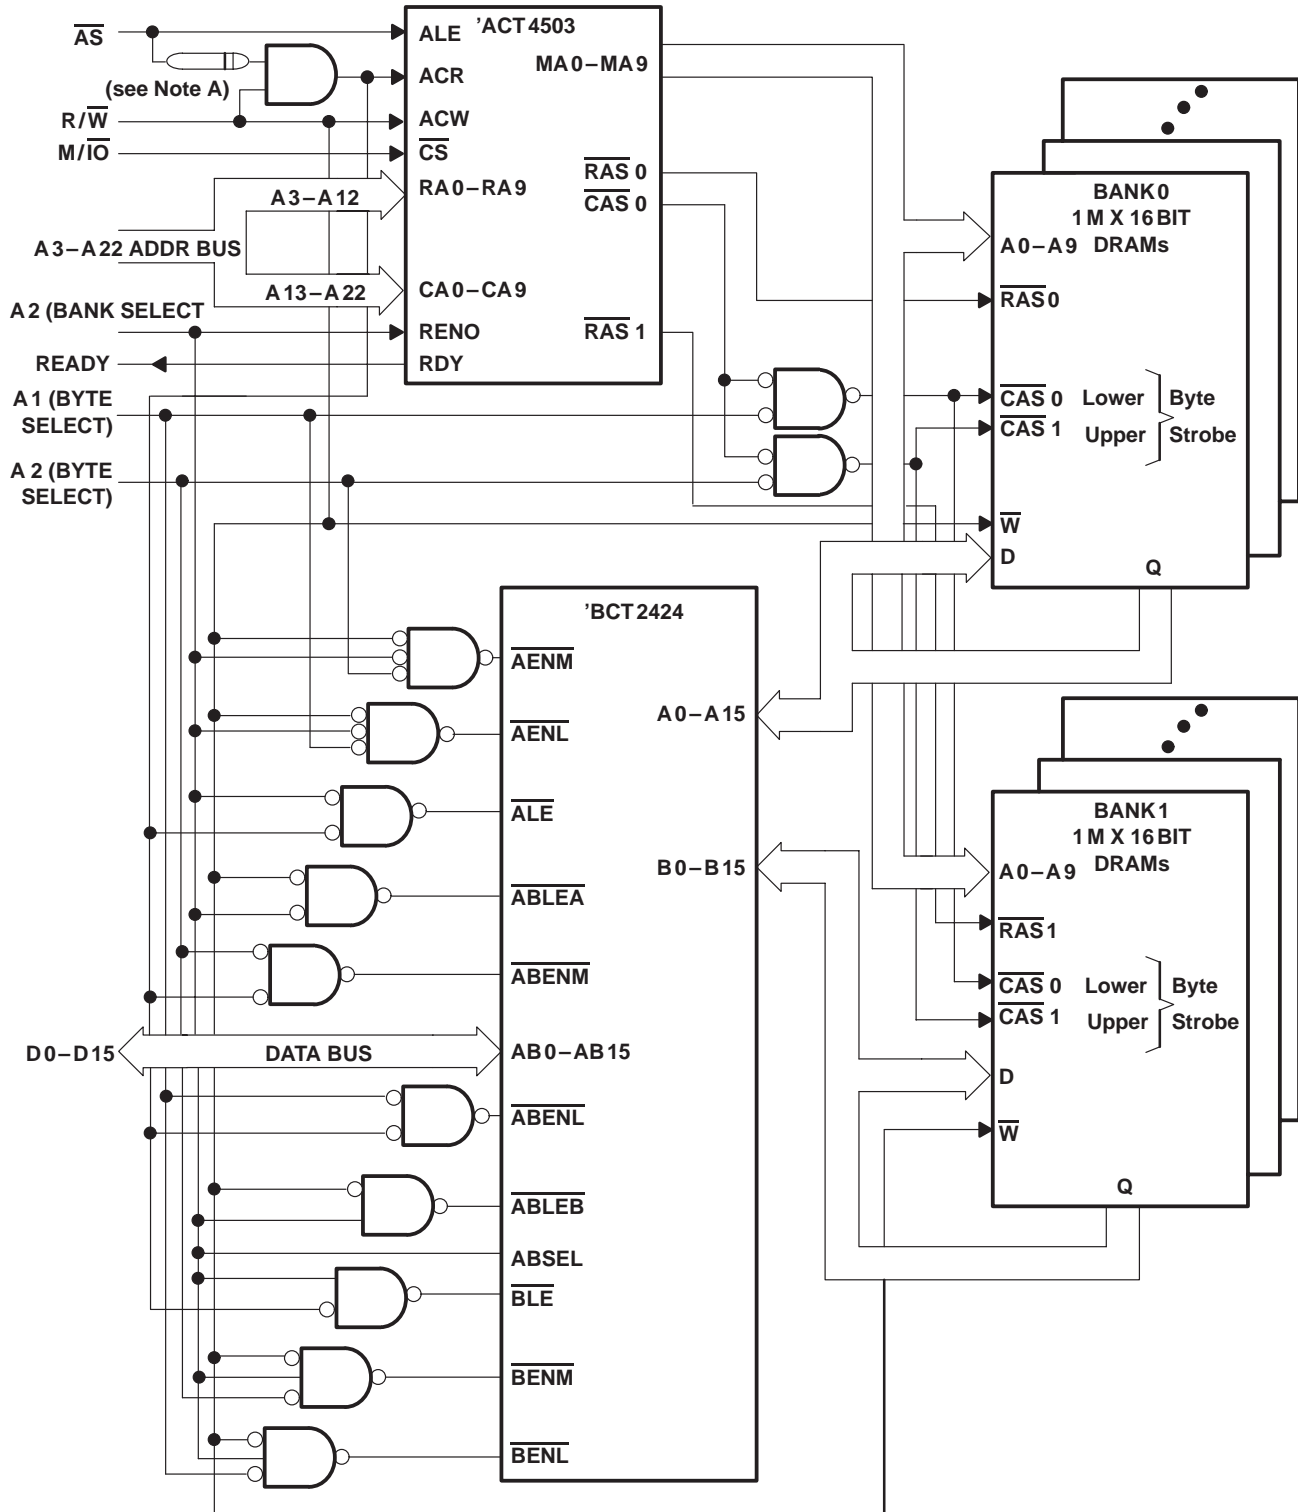 'ACT4503
AS
ALE
MA0–MA9
(see Note A)
ACR
R/W
ACW
M/IO
CS
RAS 0
CAS 0
A3–A12
RA0–RA9
A3–A22 ADDR BUS
A13–A22
CA0–CA9
A2 (BANK SELECT
RENO
RAS 1
READY
RDY
A1 (BYTE
SELECT)
A2 (BYTE
SELECT)
BANK0
1M X 16BIT
DRAMs
A0–A9
RAS0
CAS 0 Lower Byte
CAS 1 Upper Strobe
W
D
Q
'BCT2424
AENM
AENL
ALE
ABLEA
ABENM
A0–A15
B0–B15
D0–D15
DATA BUS
AB0–AB15
ABENL
ABLEB
ABSEL
BLE
BENM
BENL
BANK1
1M X 16BIT
DRAMs
A0–A9
RAS1
CAS 0 Lower Byte
CAS 1 Upper Strobe
D
W
Q